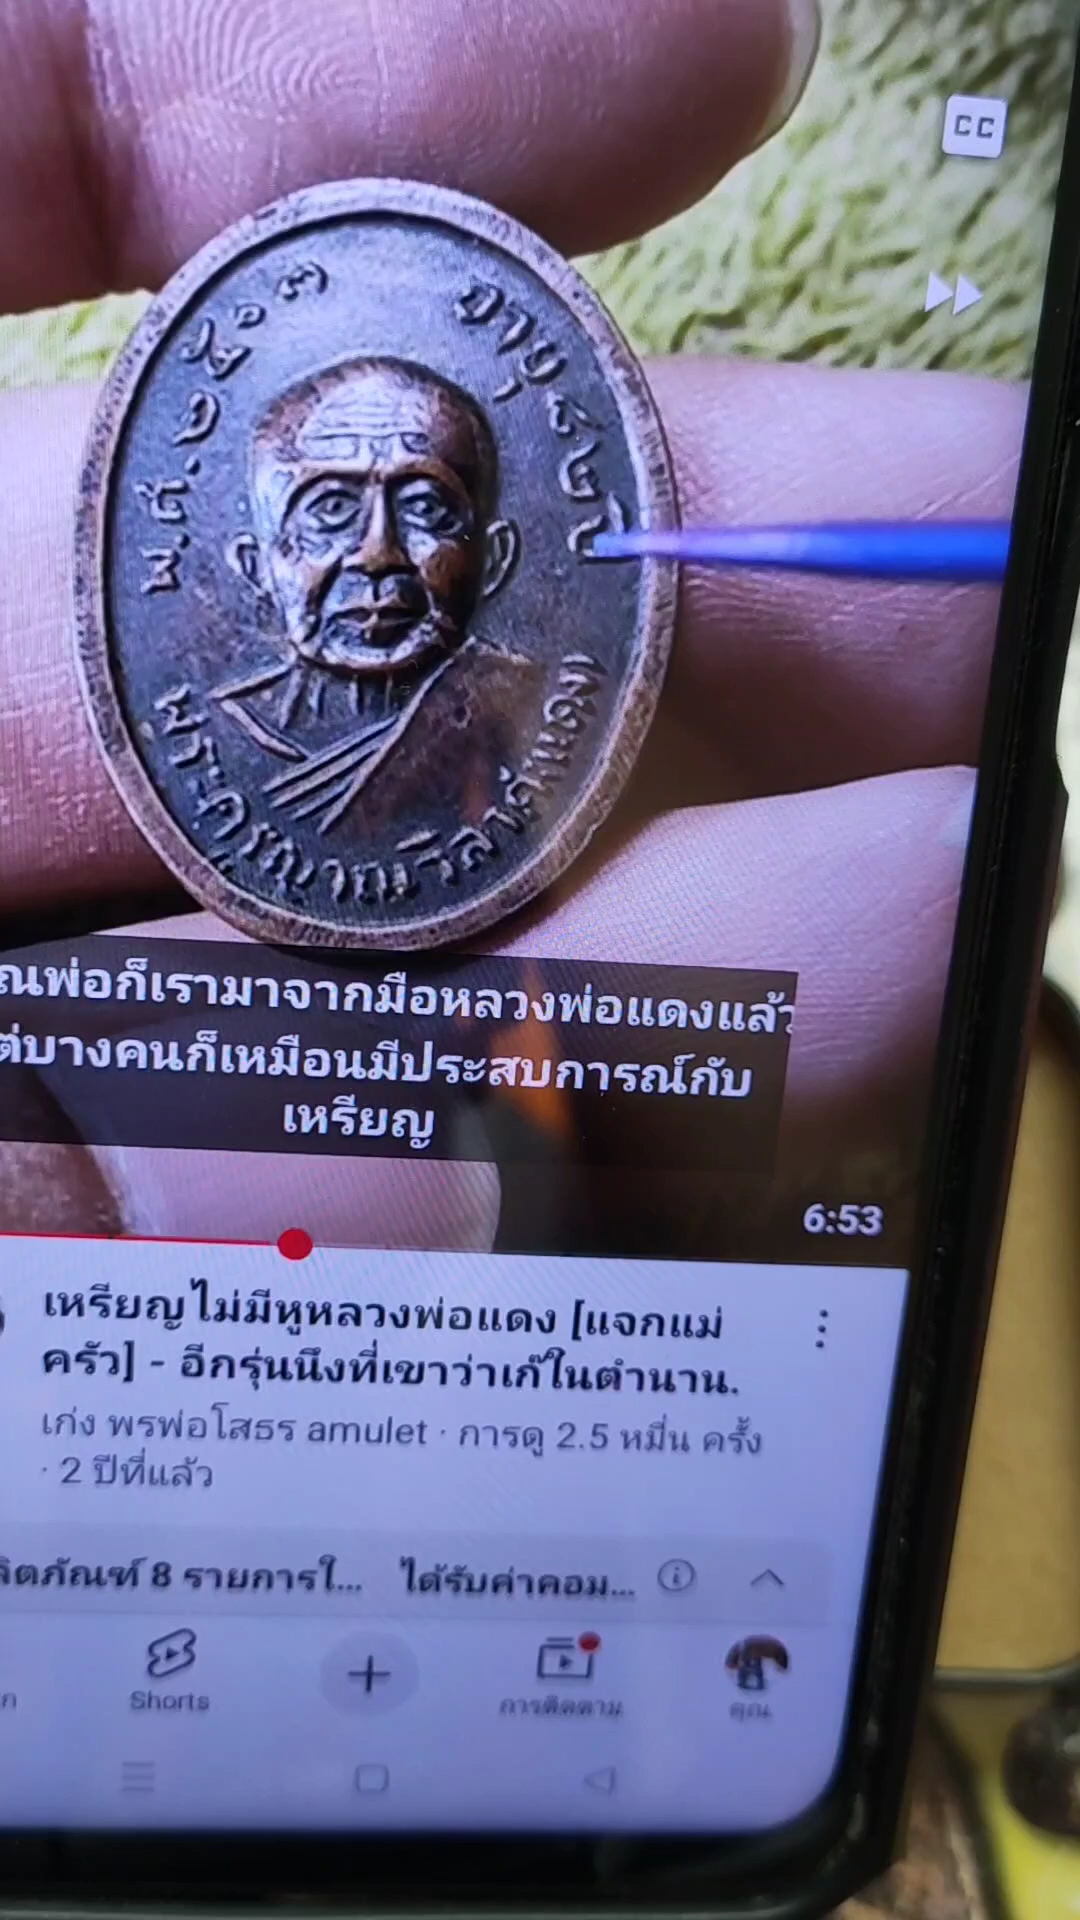 CC
อายุ ๘๒ ปี
พระครูญาณวิลาศ(แดง)
ณพ่อก็เรามาจากมือหลวงพ่อแดงแล้ว
ต่บางคนก็เหมือนมีประสบการณ์กับ
เหรียญ
6:53
เหรียญไม่มีหูหลวงพ่อแดง [แจกแม่
ครัว] - อีกรุ่นนึงที่เขาว่าเก๊ในตำนาน.
เก่ง พรพ่อโสธร amulet · การดู 2.5 หมื่น ครั้ง
· 2 ปีที่แล้ว
ลิตภัณฑ์ 8 รายการใ... ได้รับค่าคอม...
Shorts
การติดตาม
คุณ